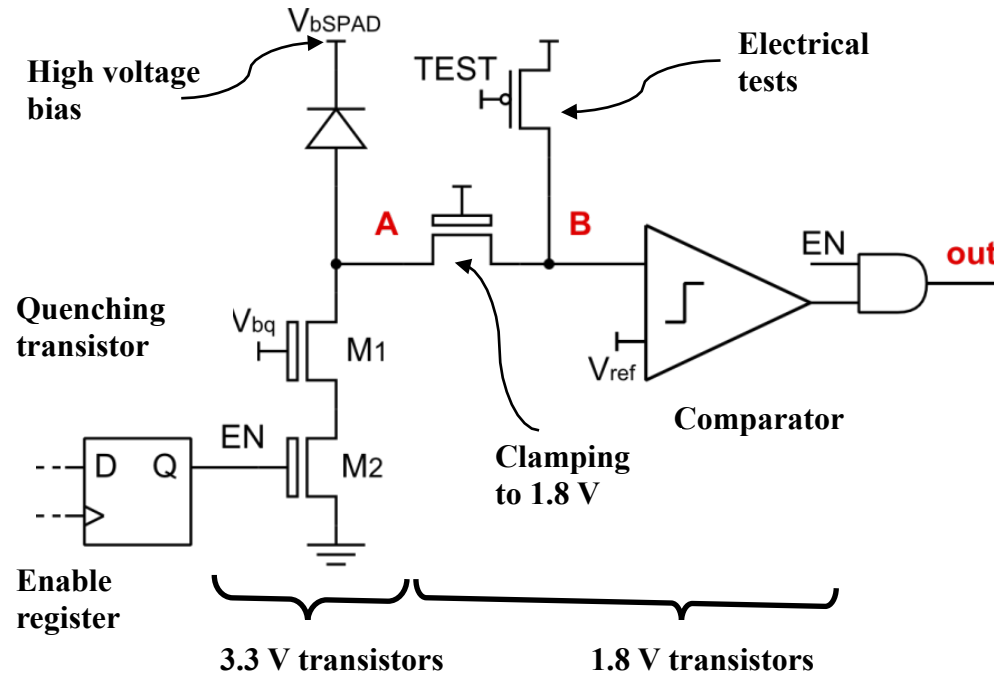 VbSPAD
High voltage
bias
TEST
Electrical
tests
A
B
EN
out
Quenching
transistor
Vbq
M1
Vref
Comparator
EN
M2
D Q
Clamping
to 1.8 V
Enable
register
3.3 V transistors
1.8 V transistors